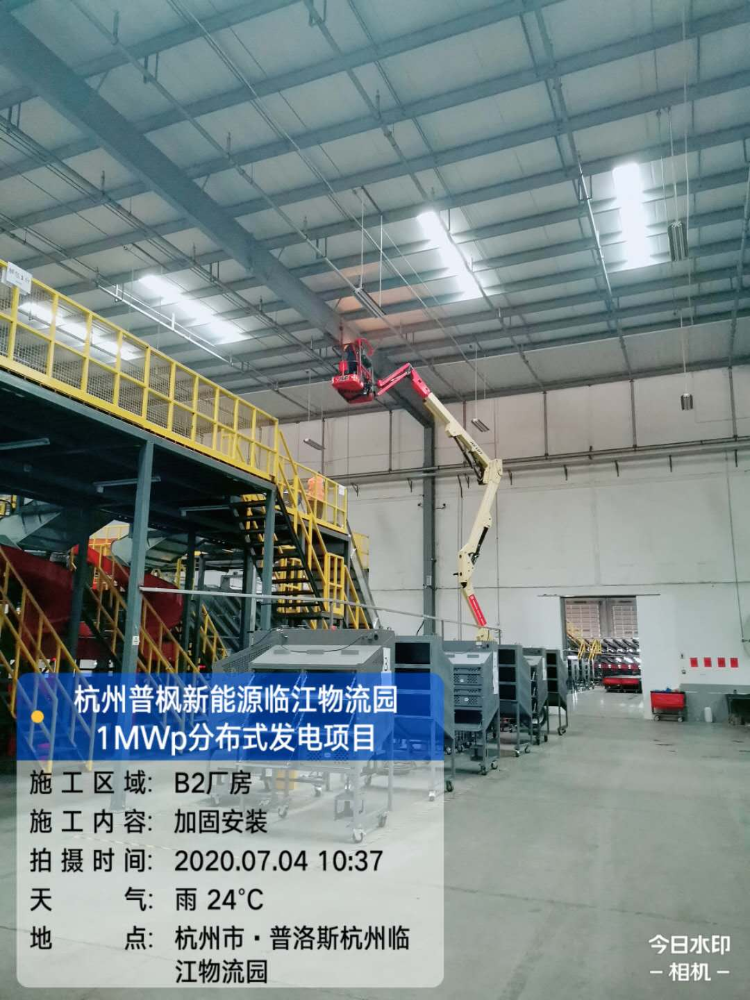 JLG
3
杭州普枫新能源临江物流园
1MWp分布式发电项目
施工区域: B2厂房
施工内容: 加固安装
拍摄时间: 2020.07.04 10:37
天气: 雨 24°C
地点: 杭州市·普洛斯杭州临
江物流园
今日水印
-相机-